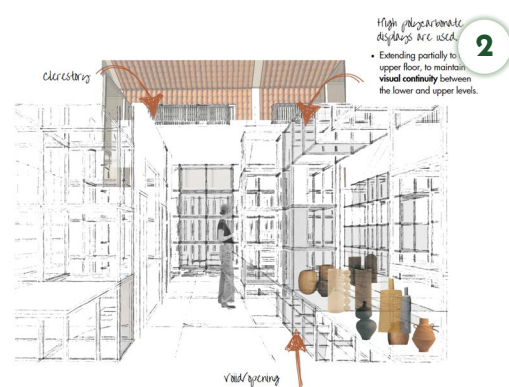 High polycarbonate
displays are used
2
• Extending partially to
upper floor, to maintain
visual continuity between
the lower and upper levels.
clerestory
void/opening